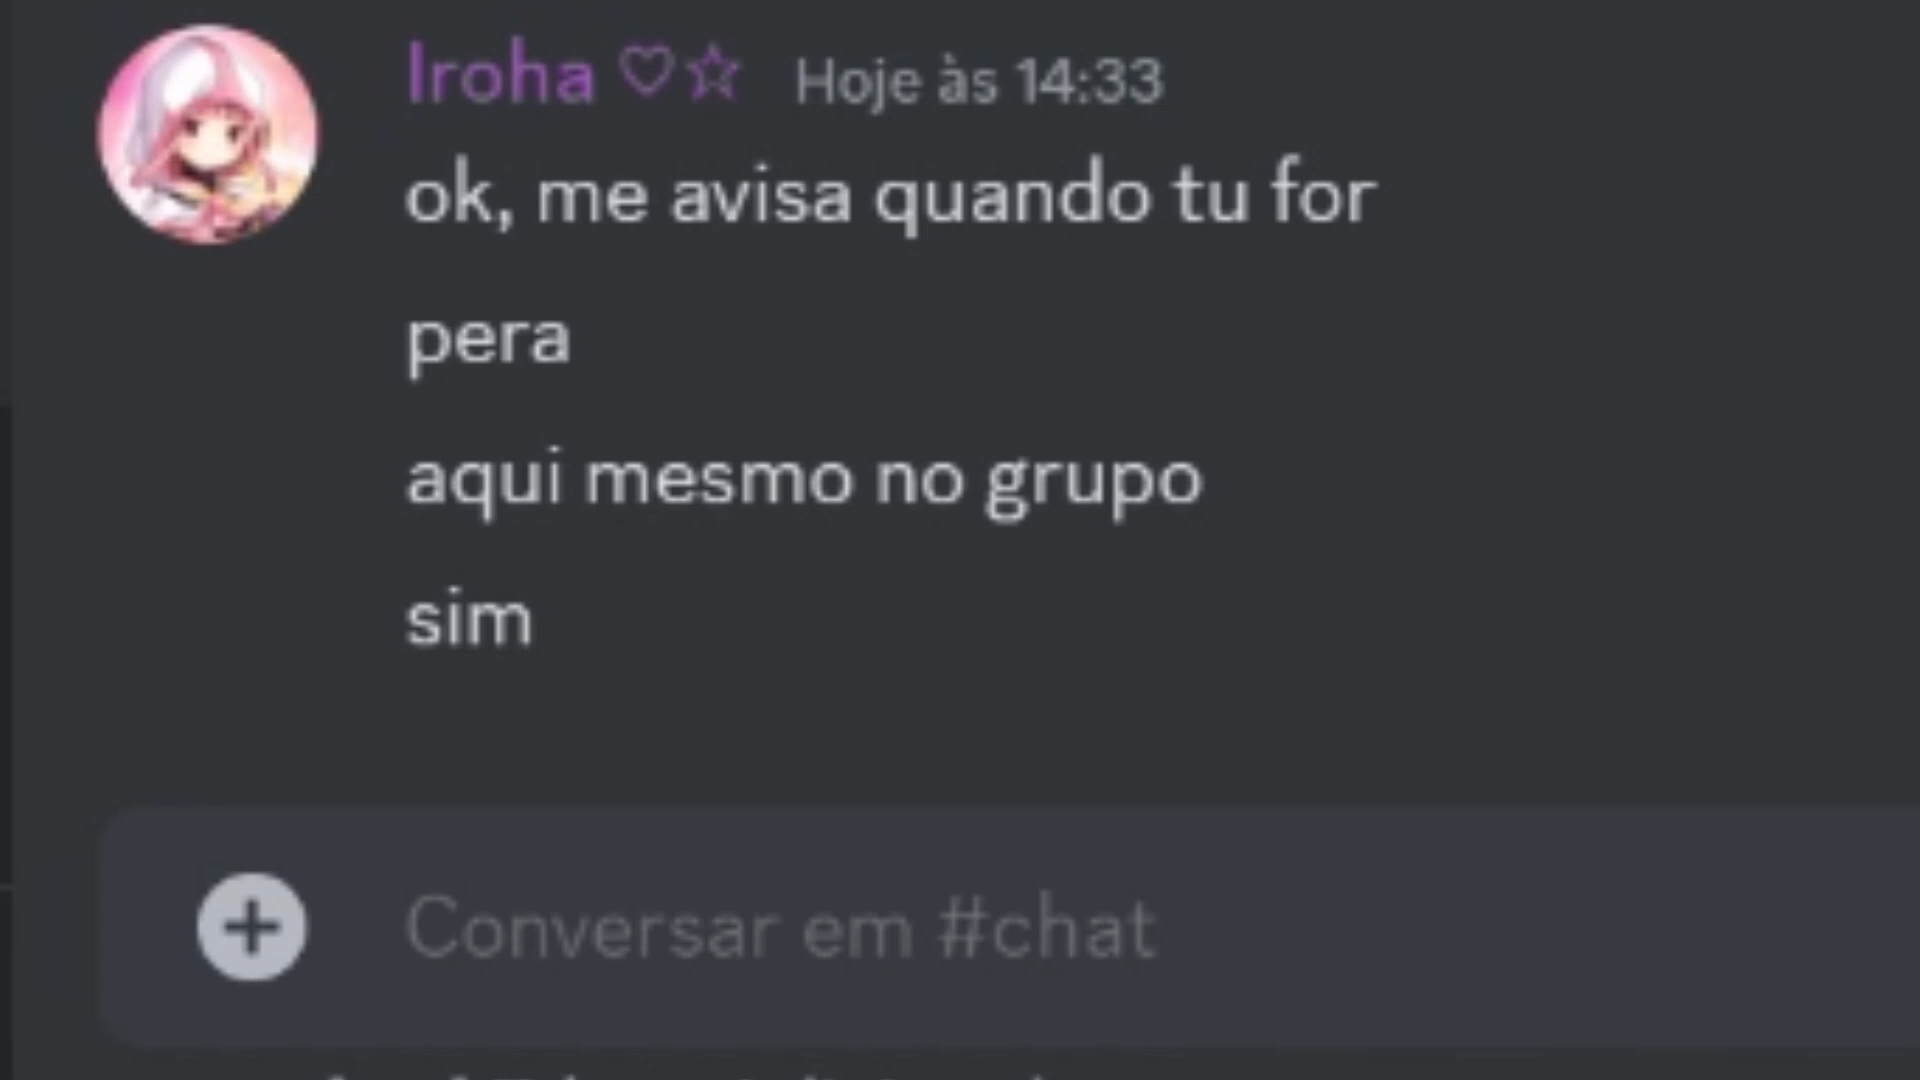 Iroha ♡☆ Hoje às 14:33
ok, me avisa quando tu for
pera
aqui mesmo no grupo
sim
Conversar em #chat